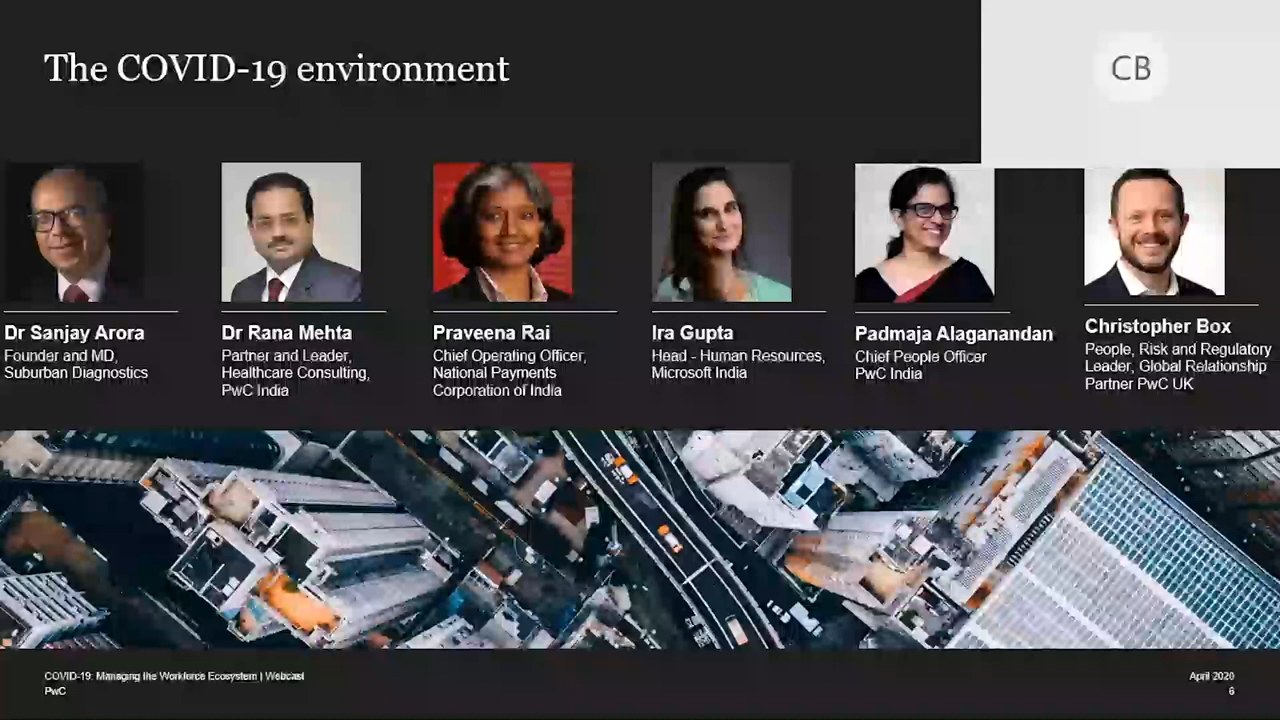 The COVID-19 environment
CB
Dr Sanjay Arora
Founder and MD,
Suburban Diagnostics
Dr Rana Mehta
Partner and Leader,
Healthcare Consulting,
PwC India
Praveena Rai
Chief Operating Officer,
National Payments
Corporation of India
Ira Gupta
Head - Human Resources,
Microsoft India
Padmaja Alaganandan
Chief People Officer
PwC India
Christopher Box
People, Risk and Regulatory
Leader, Global Relationship
Partner PwC UK
COVID-19: Managing the Workforce Ecosystem | Webcast
PwC
April 2020
6